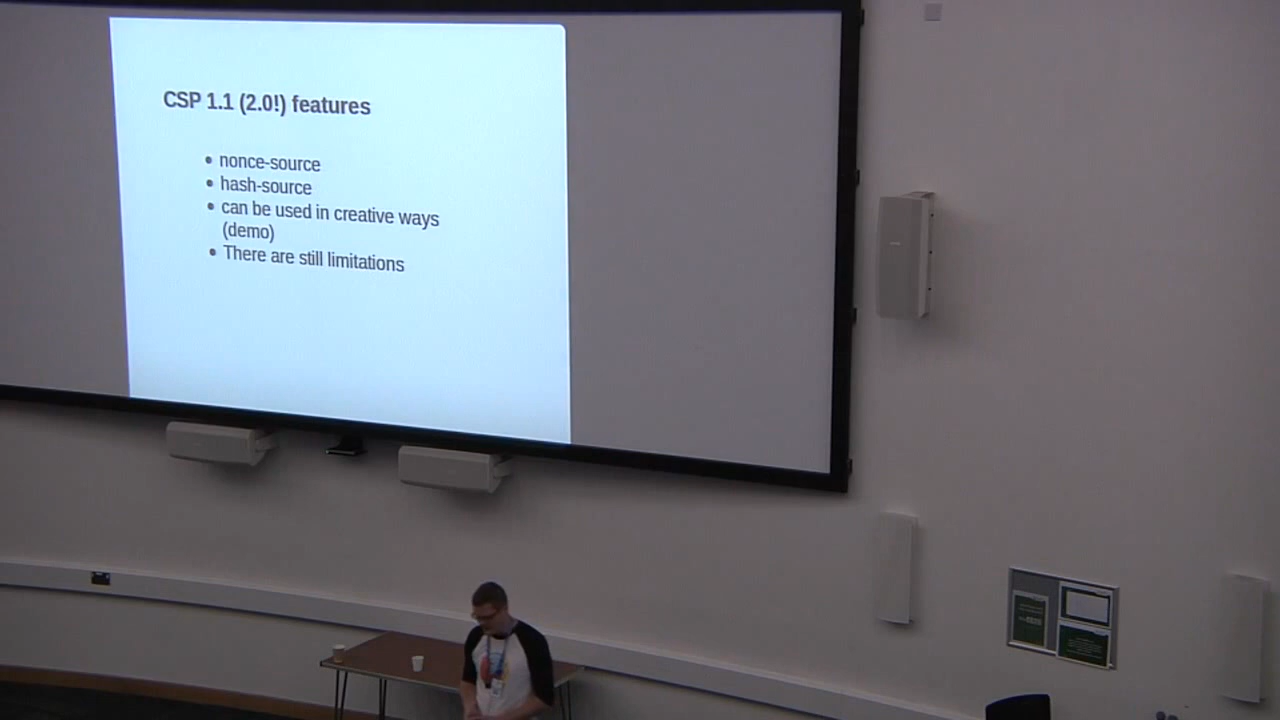 CSP 1.1 (2.0!) features
• nonce-source
• hash-source
• can be used in creative ways
(demo)
• There are still limitations